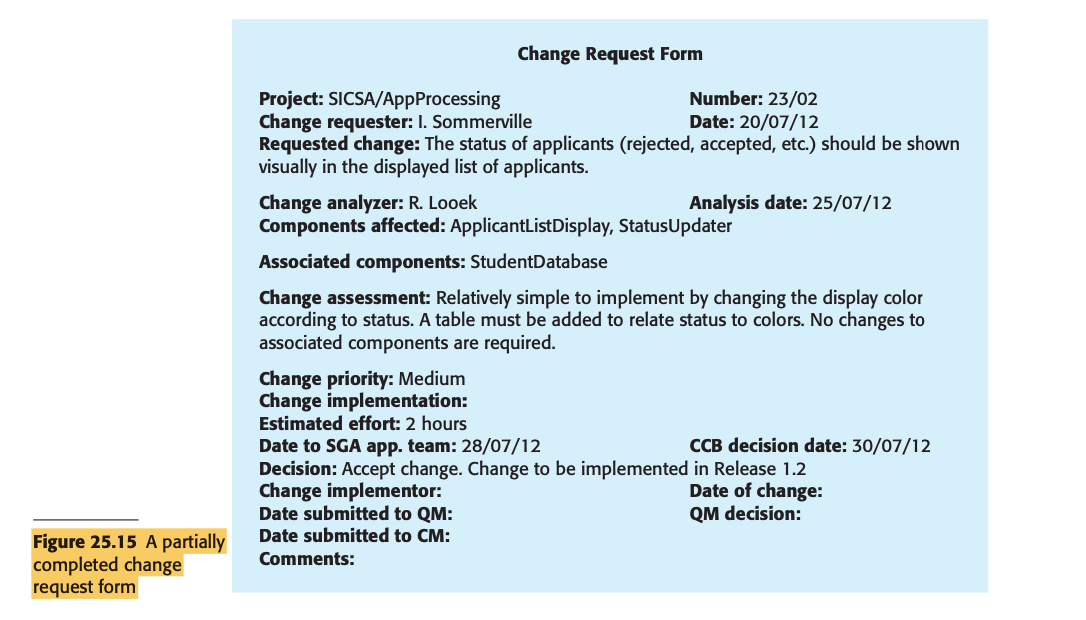 Change Request Form
Project: SICSA/AppProcessing Number: 23/02
Change requester: I. Sommerville Date: 20/07/12
Requested change: The status of applicants (rejected, accepted, etc.) should be shown
visually in the displayed list of applicants.
Change analyzer: R. Looek Analysis date: 25/07/12
Components affected: ApplicantListDisplay, StatusUpdater
Associated components: StudentDatabase
Change assessment: Relatively simple to implement by changing the display color
according to status. A table must be added to relate status to colors. No changes to
associated components are required.
Change priority: Medium
Change implementation:
Estimated effort: 2 hours
Date to SGA app. team: 28/07/12 CCB decision date: 30/07/12
Decision: Accept change. Change to be implemented in Release 1.2
Change implementor: Date of change:
Date submitted to QM: QM decision:
Date submitted to CM:
Comments:
Figure 25.15 A partially
completed change
request form